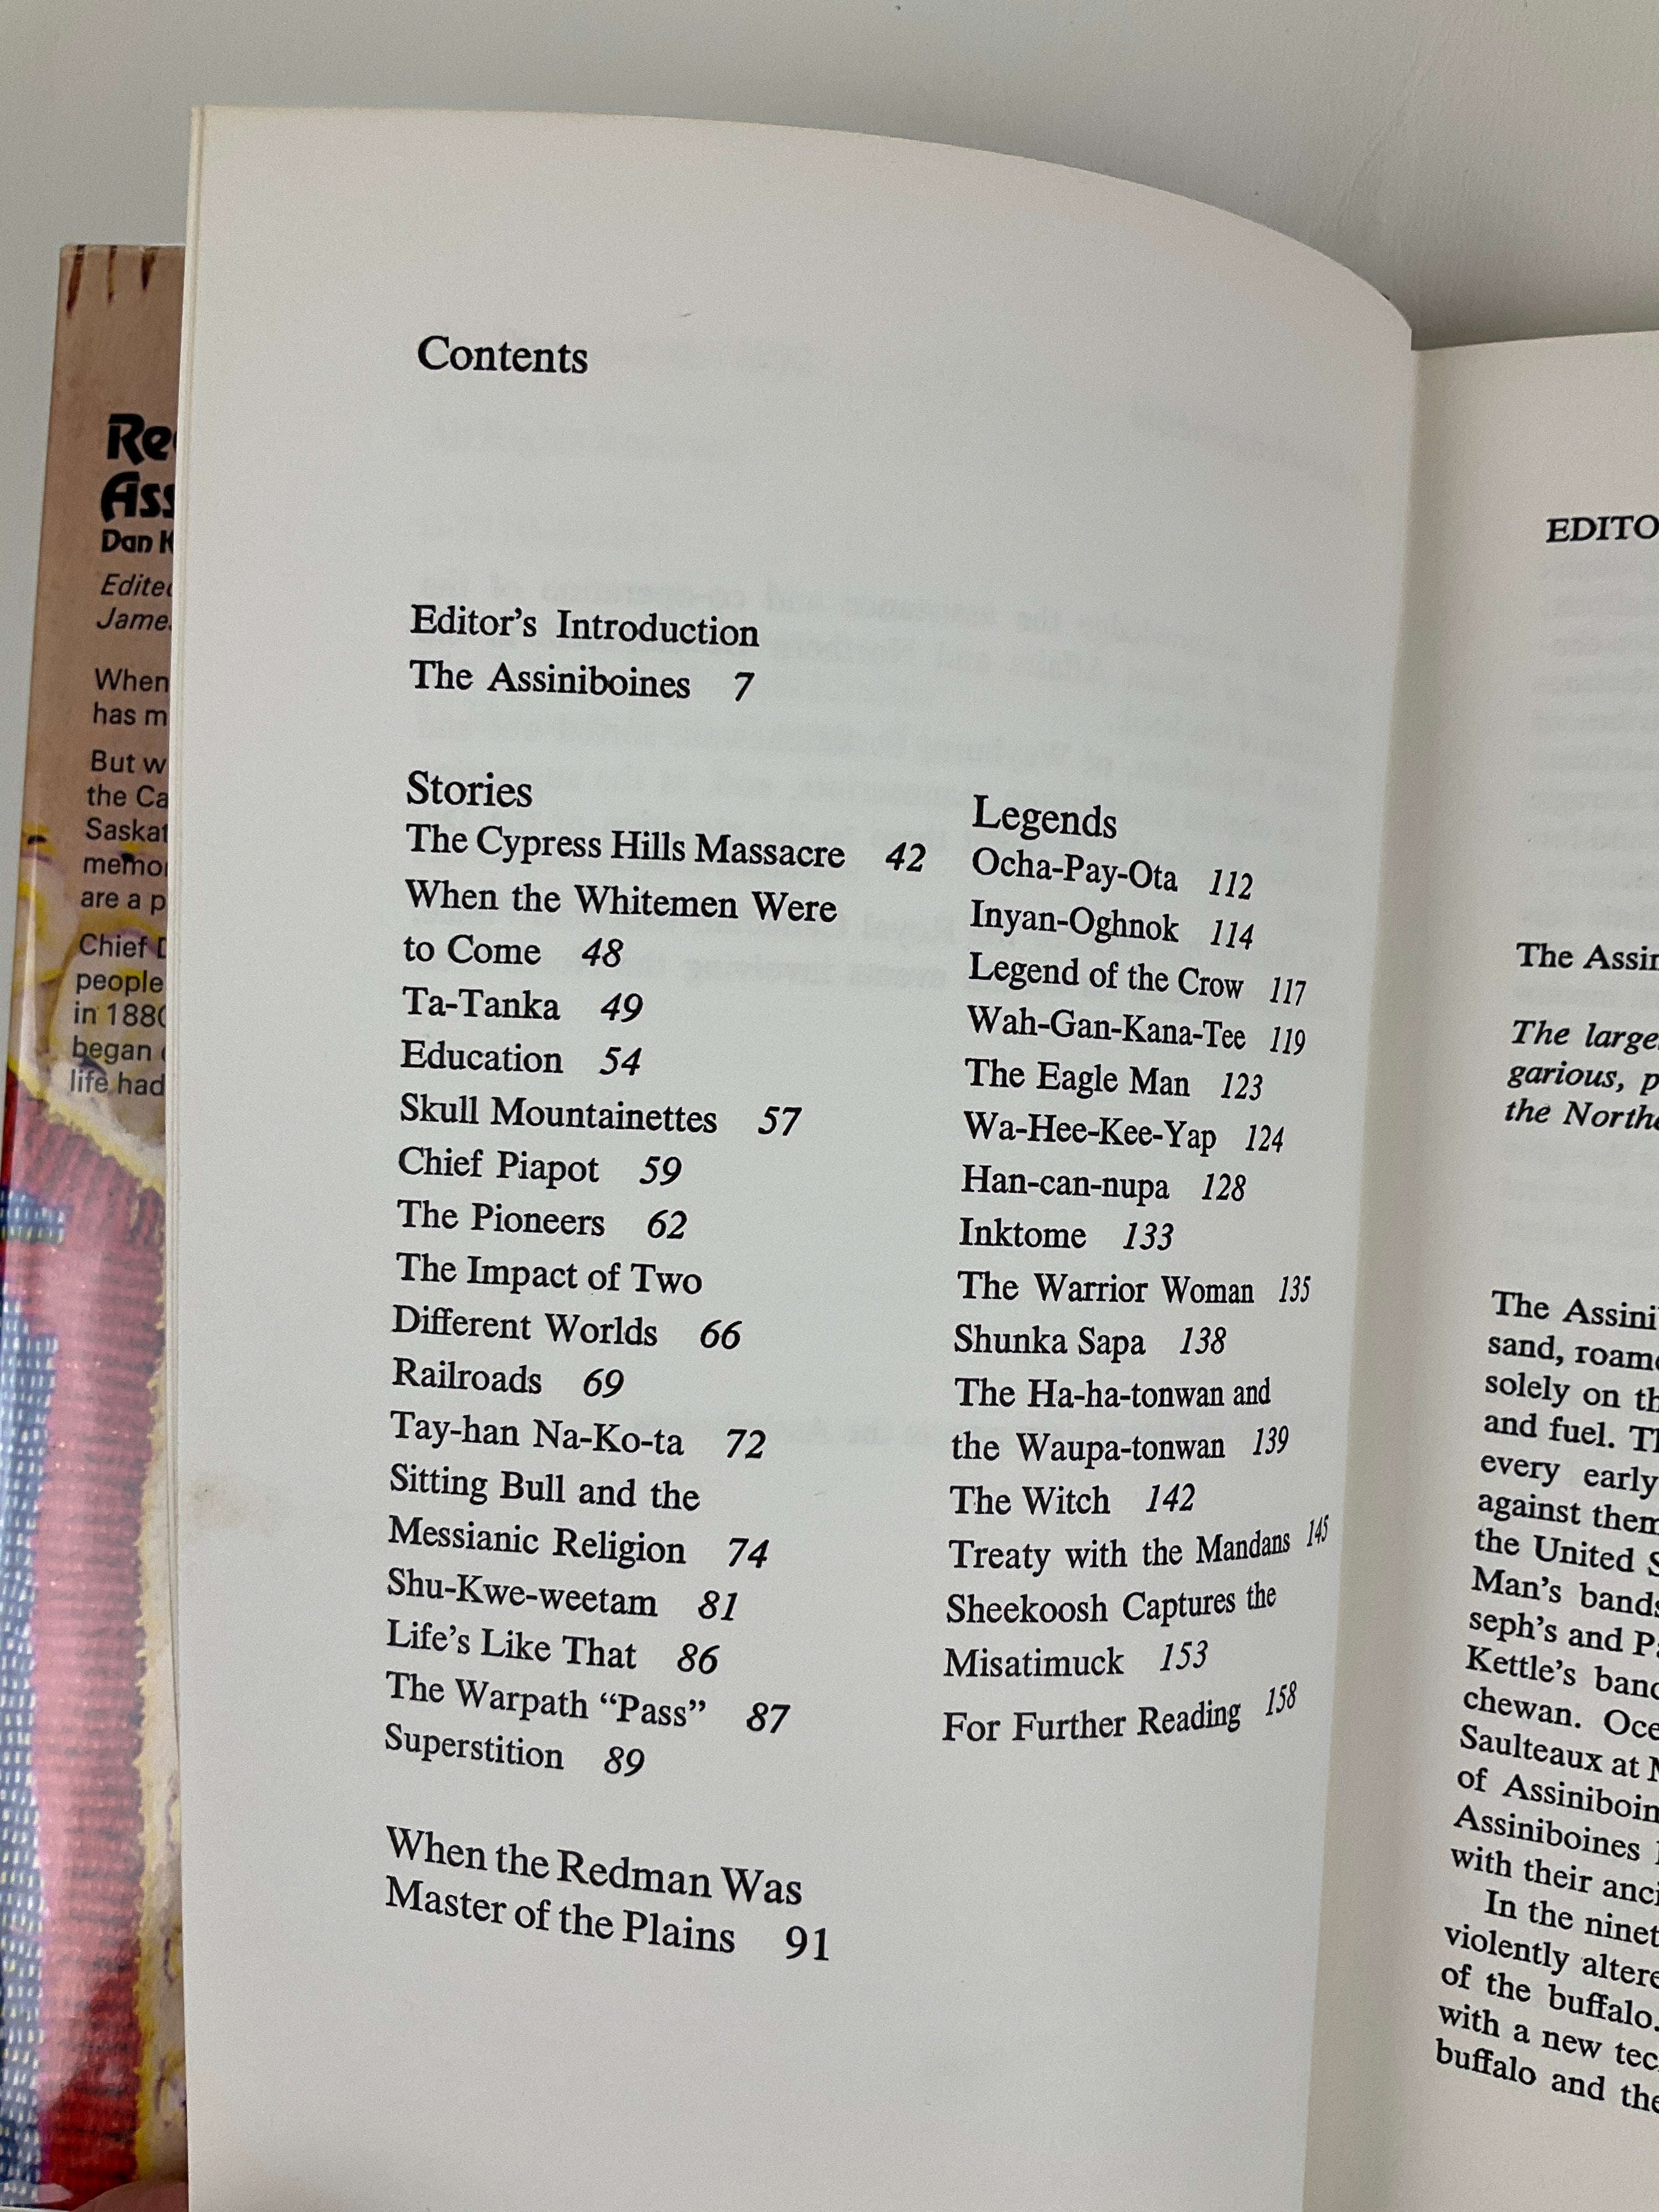 Contents
Editor's Introduction
The Assiniboines 7
Stories
The Cypress Hills Massacre 42
When the Whitemen Were
to Come 48
Ta-Tanka 49
Education 54
Skull Mountainettes 57
Chief Piapot 59
The Pioneers 62
The Impact of Two
Different Worlds 66
Railroads 69
Tay-han Na-Ko-ta 72
Sitting Bull and the
Messianic Religion 74
Shu-Kwe-weetam 81
Life's Like That 86
The Warpath “Pass” 87
Superstition 89
When the Redman Was
Master of the Plains 91
Legends
Ocha-Pay-Ota 112
Inyan-Oghnok 114
Legend of the Crow 117
Wah-Gan-Kana-Tee 119
The Eagle Man 123
Wa-Hee-Kee-Yap 124
Han-can-nupa 128
Inktome 133
The Warrior Woman 135
Shunka Sapa 138
The Ha-ha-tonwan and
the Waupa-tonwan 139
The Witch 142
Treaty with the Mandans 145
Sheekoosh Captures the
Misatimuck 153
For Further Reading 158
Dan K
Edited
James
When
has m
But w
the Ca
Saskat
memo
are a p
Chief D
people
in 1880
began
life had
EDITO
The Assin
The large
garious, p
the Northe
The Assini
sand, roame
solely on th
and fuel. Th
every early
against them
the United S
Man's bands
seph's and Pa
Kettle's band
chewan. Oce
Saulteaux at M
of Assiniboin
Assiniboines
with their anci
In the ninet
violently altere
of the buffalo.
with a new tec
buffalo and the